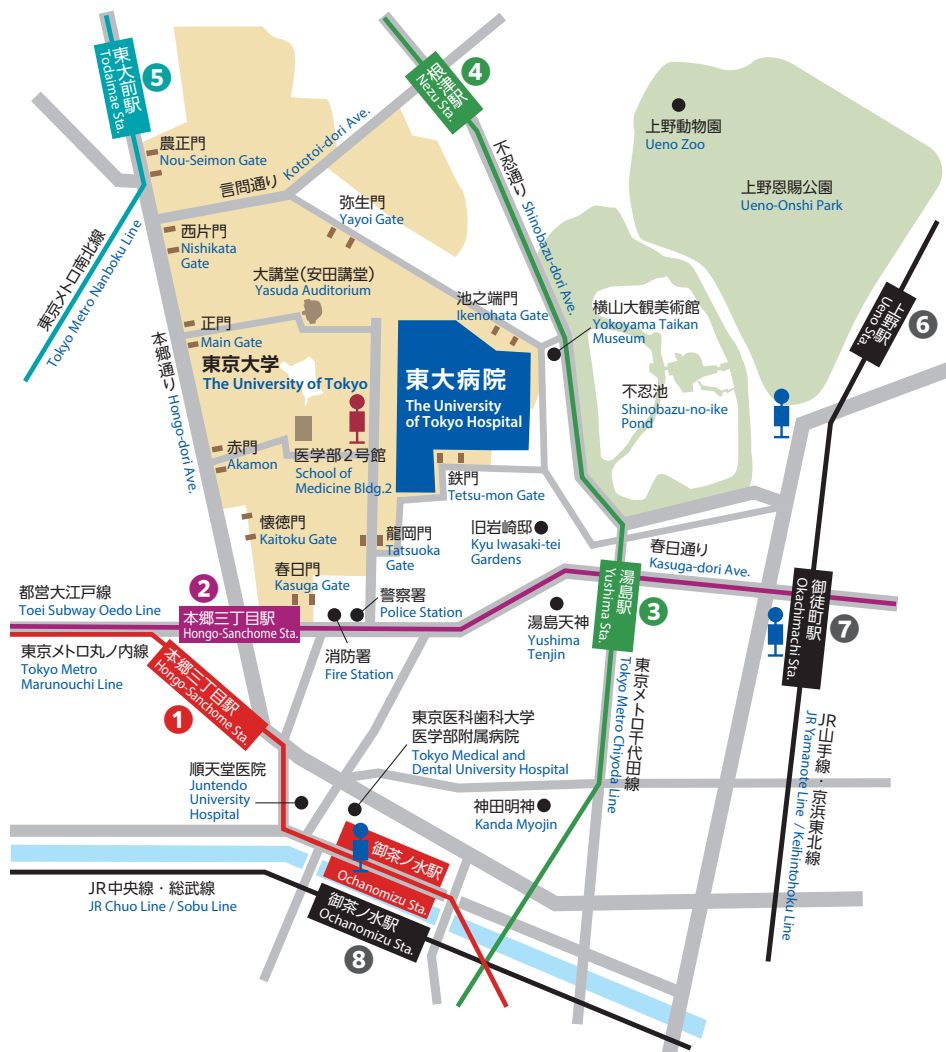 東大前駅
Todaimae Sta.
5
根津駅
Nezu Sta.
4
上野動物園
Ueno Zoo
農正門
Nou-Seimon Gate
言問通り Kototoi-dori Ave.
弥生門
Yayoi Gate
不忍通り Shinobazu-dori Ave.
上野恩賜公園
Ueno-Onshi Park
西片門
Nishikata
Gate
東京メトロ南北線
Tokyo Metro Nanboku Line
大講堂(安田講堂)
Yasuda Auditorium
池之端門
Ikenohata Gate
横山大観美術館
Yokoyama Taikan
Museum
上野駅
Ueno Sta.
6
正門
Main Gate
本郷通り Hongo-dori Ave.
東京大学
The University of Tokyo
東大病院
The University
of Tokyo Hospital
不忍池
Shinobazu-no-ike
Pond
赤門
Akamon
医学部2号館
School of
Medicine Bldg.2
鉄門
Tetsu-mon Gate
懐徳門
Kaitoku Gate
龍岡門
Tatsuoka
Gate
旧岩崎邸
Kyu Iwasaki-tei
Gardens
春日通り
Kasuga-dori Ave.
春日門
Kasuga Gate
警察署
Police Station
都営大江戸線
Toei Subway Oedo Line
2
本郷三丁目駅
Hongo-Sanchome Sta.
湯島駅
Yushima Sta.
3
御徒町駅
Okachimachi Sta.
7
湯島天神
Yushima
Tenjin
消防署
Fire Station
東京メトロ丸ノ内線
Tokyo Metro
Marunouchi Line
本郷三丁目駅
Hongo-Sanchome Sta.
1
東京メトロ千代田線
Tokyo Metro Chiyoda Line
東京医科歯科大学
医学部附属病院
Tokyo Medical and
Dental University Hospital
JR山手線・京浜東北線
JR Yamanote Line / Keihintohoku Line
順天堂医院
Juntendo
University
Hospital
神田明神
Kanda Myojin
御茶ノ水駅
Ochanomizu Sta.
JR中央線・総武線
JR Chuo Line / Sobu Line
御茶ノ水駅
Ochanomizu Sta.
8